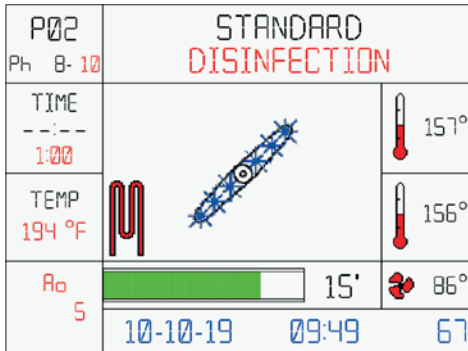 P02
Ph 8- 10
STANDARD
DISINFECTION
TIME
--:--
1:00
157°
TEMP
194 °F
156°
Ao
5
15'
86°
10-10-19 09:49 67